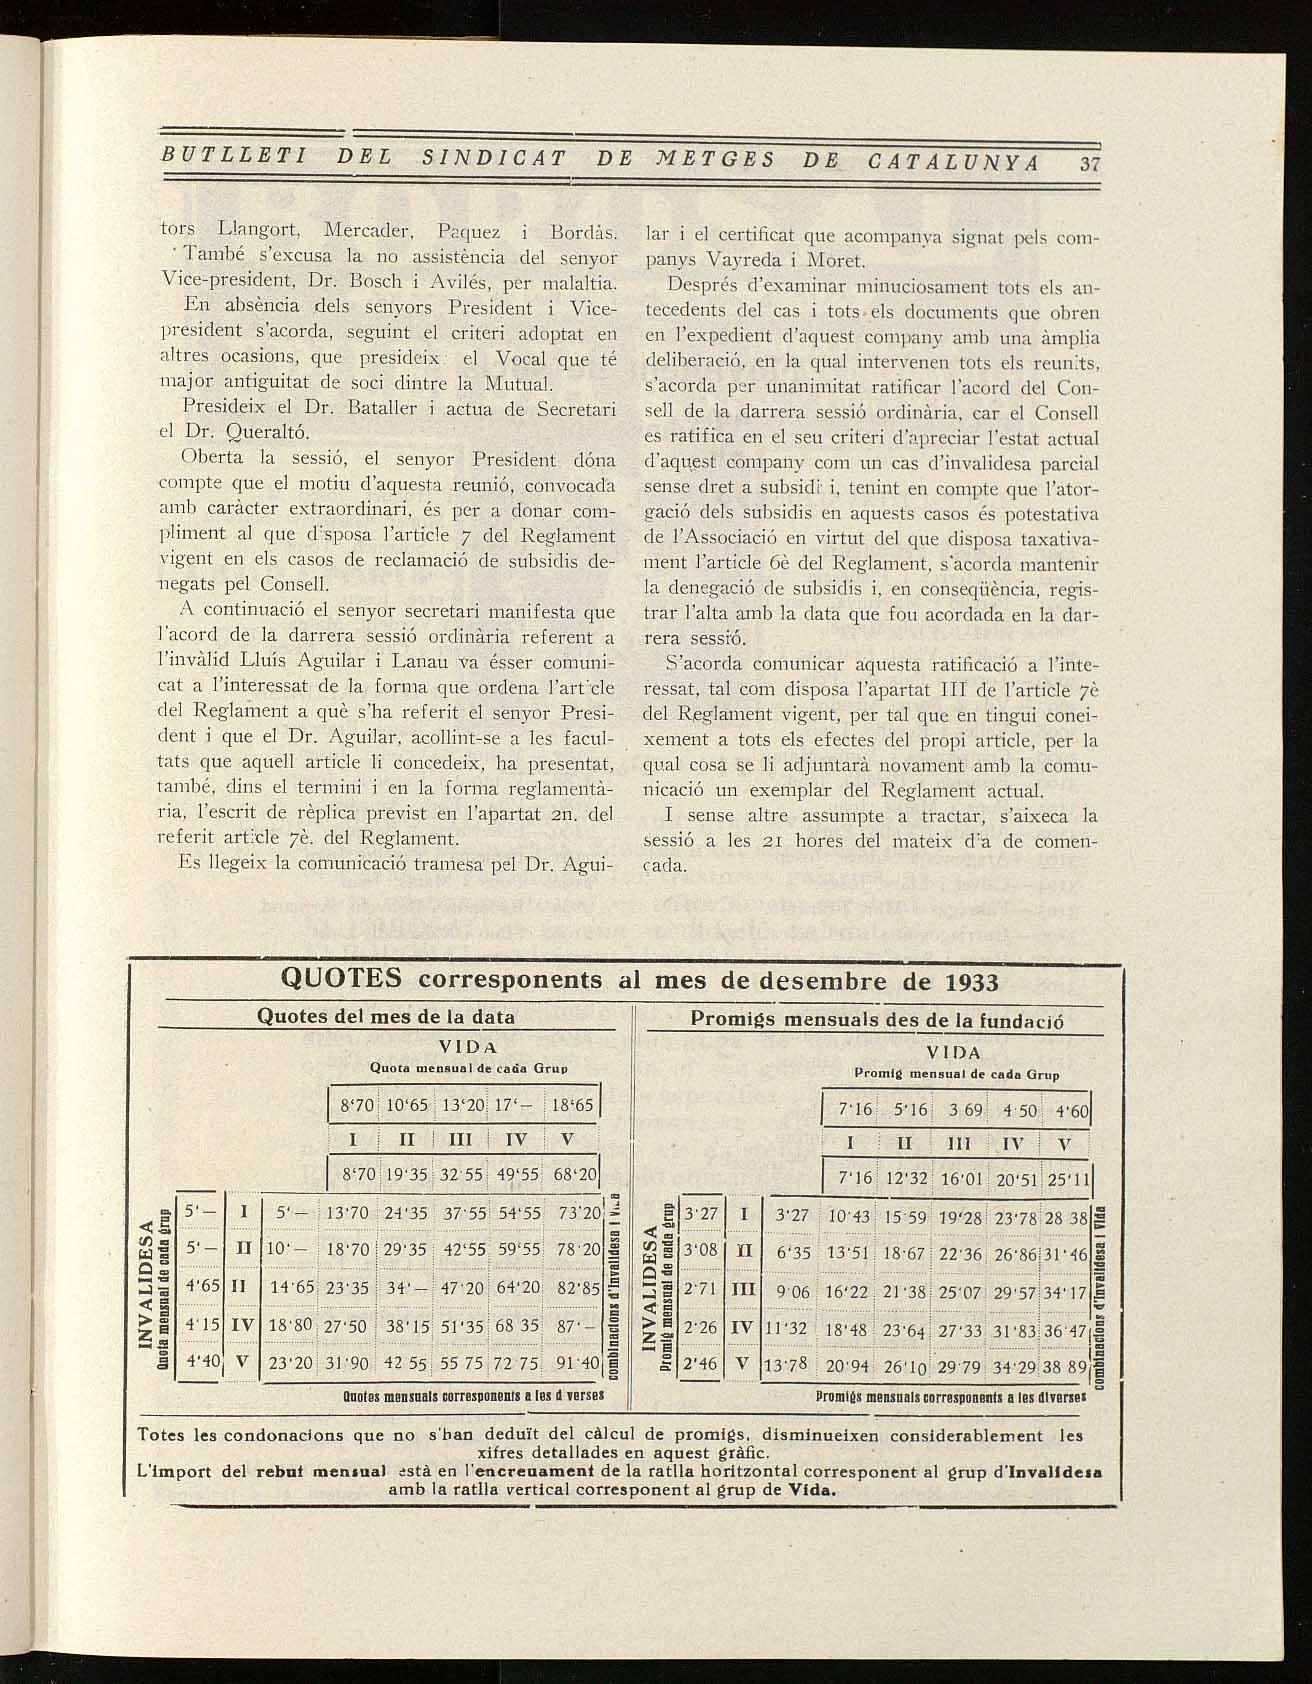 BUTLLETI DEL SINDICAT DE METGES DE CATALUNYA 37
tors Llangort, Mercader, Paquez i Bordàs.
També s'excusa la no assistència del senyor
Vice-president, Dr. Bosch i Avilés, per malaltia.
En absència dels senyors President i Vice-
president s'acorda, seguint el criteri adoptat en
altres ocasions, que presideix el Vocal que té
major antiguitat de soci dintre la Mutual.
Presideix el Dr. Bataller i actua de Secretari
el Dr. Queraltó.
Oberta la sessió, el senyor President dóna
compte que el motiu d'aquesta reunió, convocada
amb caràcter extraordinari, és per a donar com-
pliment al que disposa l'article 7 del Reglament
vigent en els casos de reclamació de subsidis de-
negats pel Consell.
A continuació el senyor secretari manifesta que
l'acord de la darrera sessió ordinària referent a
l'invàlid Lluís Aguilar i Lanau va ésser comuni-
cat a l'interessat de la forma que ordena l'article
del Reglament a què s'ha referit el senyor Presi-
dent i que el Dr. Aguilar, acollint-se a les facul-
tats que aquell article li concedeix, ha presentat,
també, dins el termini i en la forma reglamentà-
ria, l'escrit de rèplica previst en l'apartat 2n. del
referit article 7è. del Reglament.
Es llegeix la comunicació tramesa pel Dr. Agui-
lar i el certificat que acompanya signat pels com-
panys Vayreda i Moret.
Després d'examinar minuciosament tots els an-
tecedents del cas i tots els documents que obren
en l'expedient d'aquest company amb una àmplia
deliberació, en la qual intervenen tots els reunits,
s'acorda per unanimitat ratificar l'acord del Con-
sell de la darrera sessió ordinària, car el Consell
es ratifica en el seu criteri d'apreciar l'estat actual
d'aquest company com un cas d'invalidesa parcial
sense dret a subsidi i, tenint en compte que l'ator-
gació dels subsidis en aquests casos és potestativa
de l'Associació en virtut del que disposa taxativa-
ment l'article 6è del Reglament, s'acorda mantenir
la denegació de subsidis i, en conseqüència, regis-
trar l'alta amb la data que fou acordada en la dar-
rera sessió.
S'acorda comunicar aquesta ratificació a l'inte-
ressat, tal com disposa l'apartat III de l'article 7è
del Reglament vigent, per tal que en tingui conei-
xement a tots els efectes del propi article, per la
qual cosa se li adjuntarà novament amb la comu-
nicació un exemplar del Reglament actual.
I sense altre assumpte a tractar, s'aixeca la
sessió a les 21 hores del mateix dia de comen-
çada.
QUOTES corresponents al mes de desembre de 1933
Quotes del mes de la data
VIDA
Quota mensual de cada Grup
8'70 10'65 13'20 17'— 18'65
I II III IV V
8'70 19'35 32'55 49'55 68'20
INVALIDESA
Quota mensual de cada grup
5'— I 5'— 13'70 24'35 37'55 54'55 73'20
5'— II 10'— 18'70 29'35 42'55 59'55 78'20
4'65 II 14'65 23'35 34'— 47'20 64'20 82'85
4'15 IV 18'80 27'50 38'15 51'35 68 35 87'—
4'40 V 23'20 31'90 42 55 55 75 72 75 91'40
combinacions d'Invalidesa i Vida
Quotes mensuals corresponents a les d verses
Promigs mensuals des de la fundació
VIDA
Promig mensual de cada Grup
7'16 5'16 3 69 4 50 4'60
I II III IV V
7'16 12'32 16'01 20'51 25'11
INVALIDESA
Promig mensual de cada grup
3'27 I 3'27 10'43 15 59 19'28 23'78 28 38
3'08 II 6'35 13'51 18'67 22'36 26'86 31'46
2'71 III 9 06 16'22 21'38 25'07 29'57 34'17
2'26 IV 11'32 18'48 23'64 27'33 31'83 36'47
2'46 V 13'78 20'94 26'10 29'79 34'29 38 89
combinacions d'Invalidesa i Vida
Promigs mensuals corresponents a les diverses
Totes les condonacions que no s'han deduït del càlcul de promigs, disminueixen considerablement les
xifres detallades en aquest gràfic.
L'import del rebut mensual està en l'encreuament de la ratlla horitzontal corresponent al grup d'Invalidesa
amb la ratlla vertical corresponent al grup de Vida.